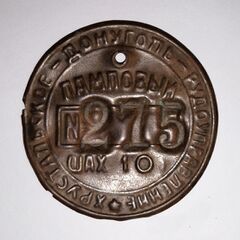 ХРУСТАЛЬСКОЕ - ДОНУГОЛЬ - РУДОУПРАВЛЕНИЕ
ЛАМПОВЫЙ
№275
ШАХ 10